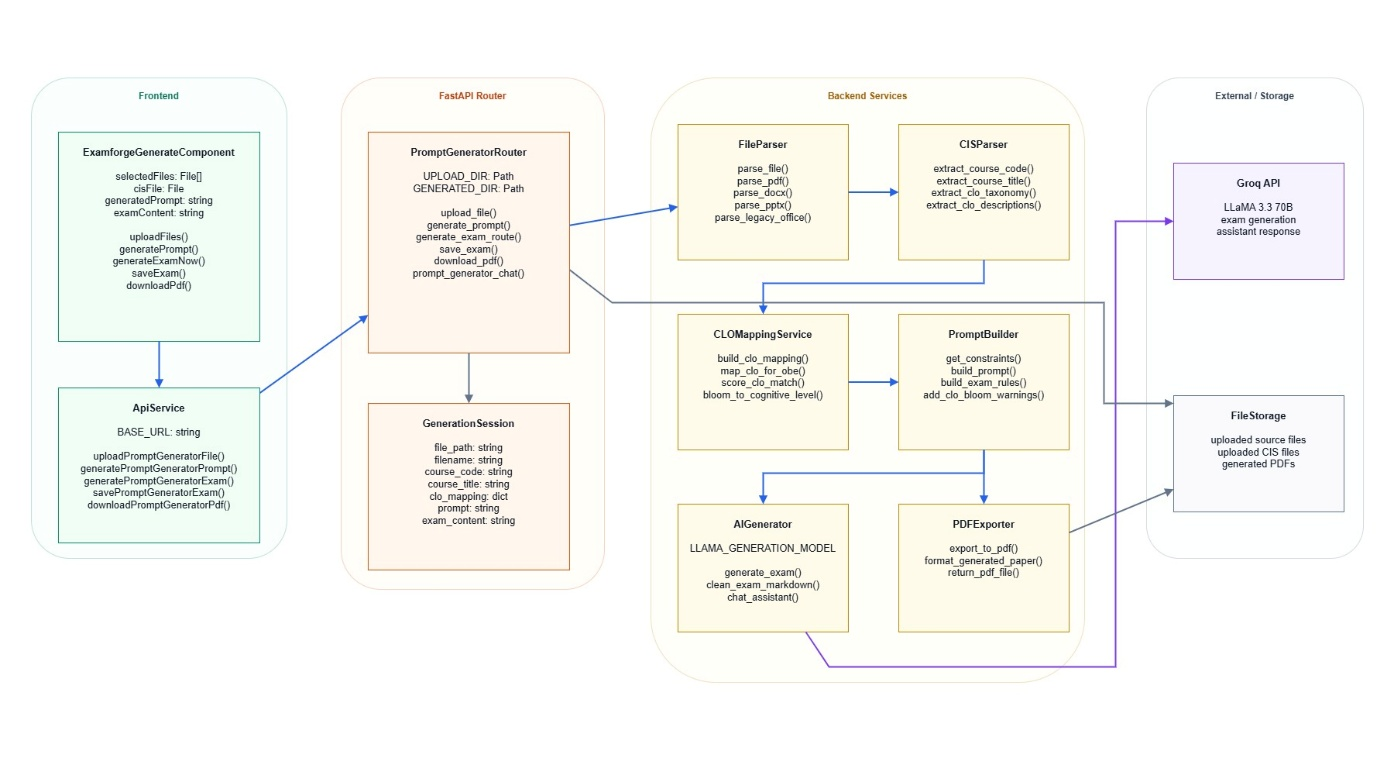 Frontend
ExamforgeGenerateComponent
selectedFiles: File[]
cisFile: File
generatedPrompt: string
examContent: string
uploadFiles()
generatePrompt()
generateExamNow()
saveExam()
downloadPdf()
ApiService
BASE_URL: string
uploadPromptGeneratorFile()
generatePromptGeneratorPrompt()
generatePromptGeneratorExam()
savePromptGeneratorExam()
downloadPromptGeneratorPdf()
FastAPI Router
PromptGeneratorRouter
UPLOAD_DIR: Path
GENERATED_DIR: Path
upload_file()
generate_prompt()
generate_exam_route()
save_exam()
download_pdf()
prompt_generator_chat()
GenerationSession
file_path: string
filename: string
course_code: string
course_title: string
clo_mapping: dict
prompt: string
exam_content: string
Backend Services
FileParser
parse_file()
parse_pdf()
parse_docx()
parse_pptx()
parse_legacy_office()
CISParser
extract_course_code()
extract_course_title()
extract_clo_taxonomy()
extract_clo_descriptions()
CLOMappingService
build_clo_mapping()
map_clo_for_obe()
score_clo_match()
bloom_to_cognitive_level()
PromptBuilder
get_constraints()
build_prompt()
build_exam_rules()
add_clo_bloom_warnings()
AIGenerator
LLAMA_GENERATION_MODEL
generate_exam()
clean_exam_markdown()
chat_assistant()
PDFExporter
export_to_pdf()
format_generated_paper()
return_pdf_file()
External / Storage
Groq API
LLaMA 3.3 70B
exam generation
assistant response
FileStorage
uploaded source files
uploaded CIS files
generated PDFs